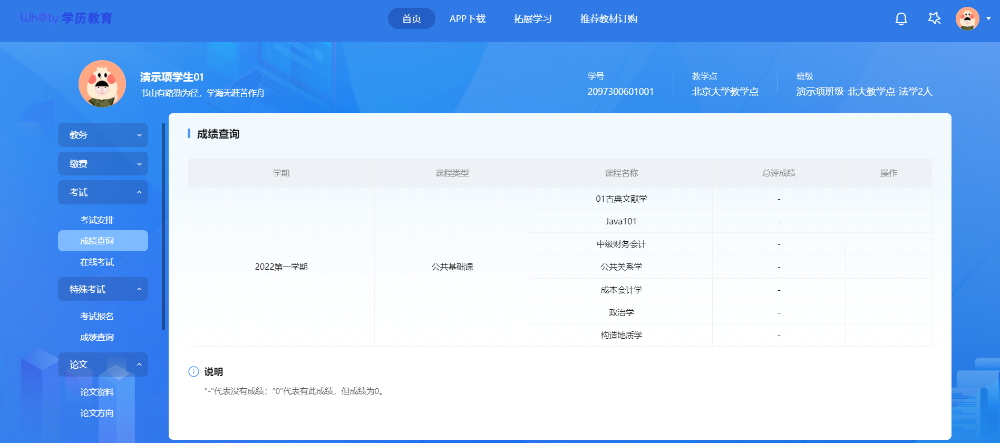 Wh@ty 学历教育
首页 APP下载 拓展学习 推荐教材订购
演示项学生01
书山有路勤为径，学海无涯苦作舟
学号 教学点 班级
2097300601001 北京大学教学点 演示项班级-北大教学点-法学2人
教务
缴费
考试
考试安排
成绩查询
在线考试
特殊考试
考试报名
成绩查询
论文
论文资料
论文方向
成绩查询
学期 课程类型 课程名称 总评成绩 操作
2022第一学期 公共基础课
01古典文献学 -
Java101 -
中级财务会计 -
公共关系学 -
成本会计学 -
政治学 -
构造地质学 -
说明
"-"代表没有成绩；"0"代表有此成绩，但成绩为0。